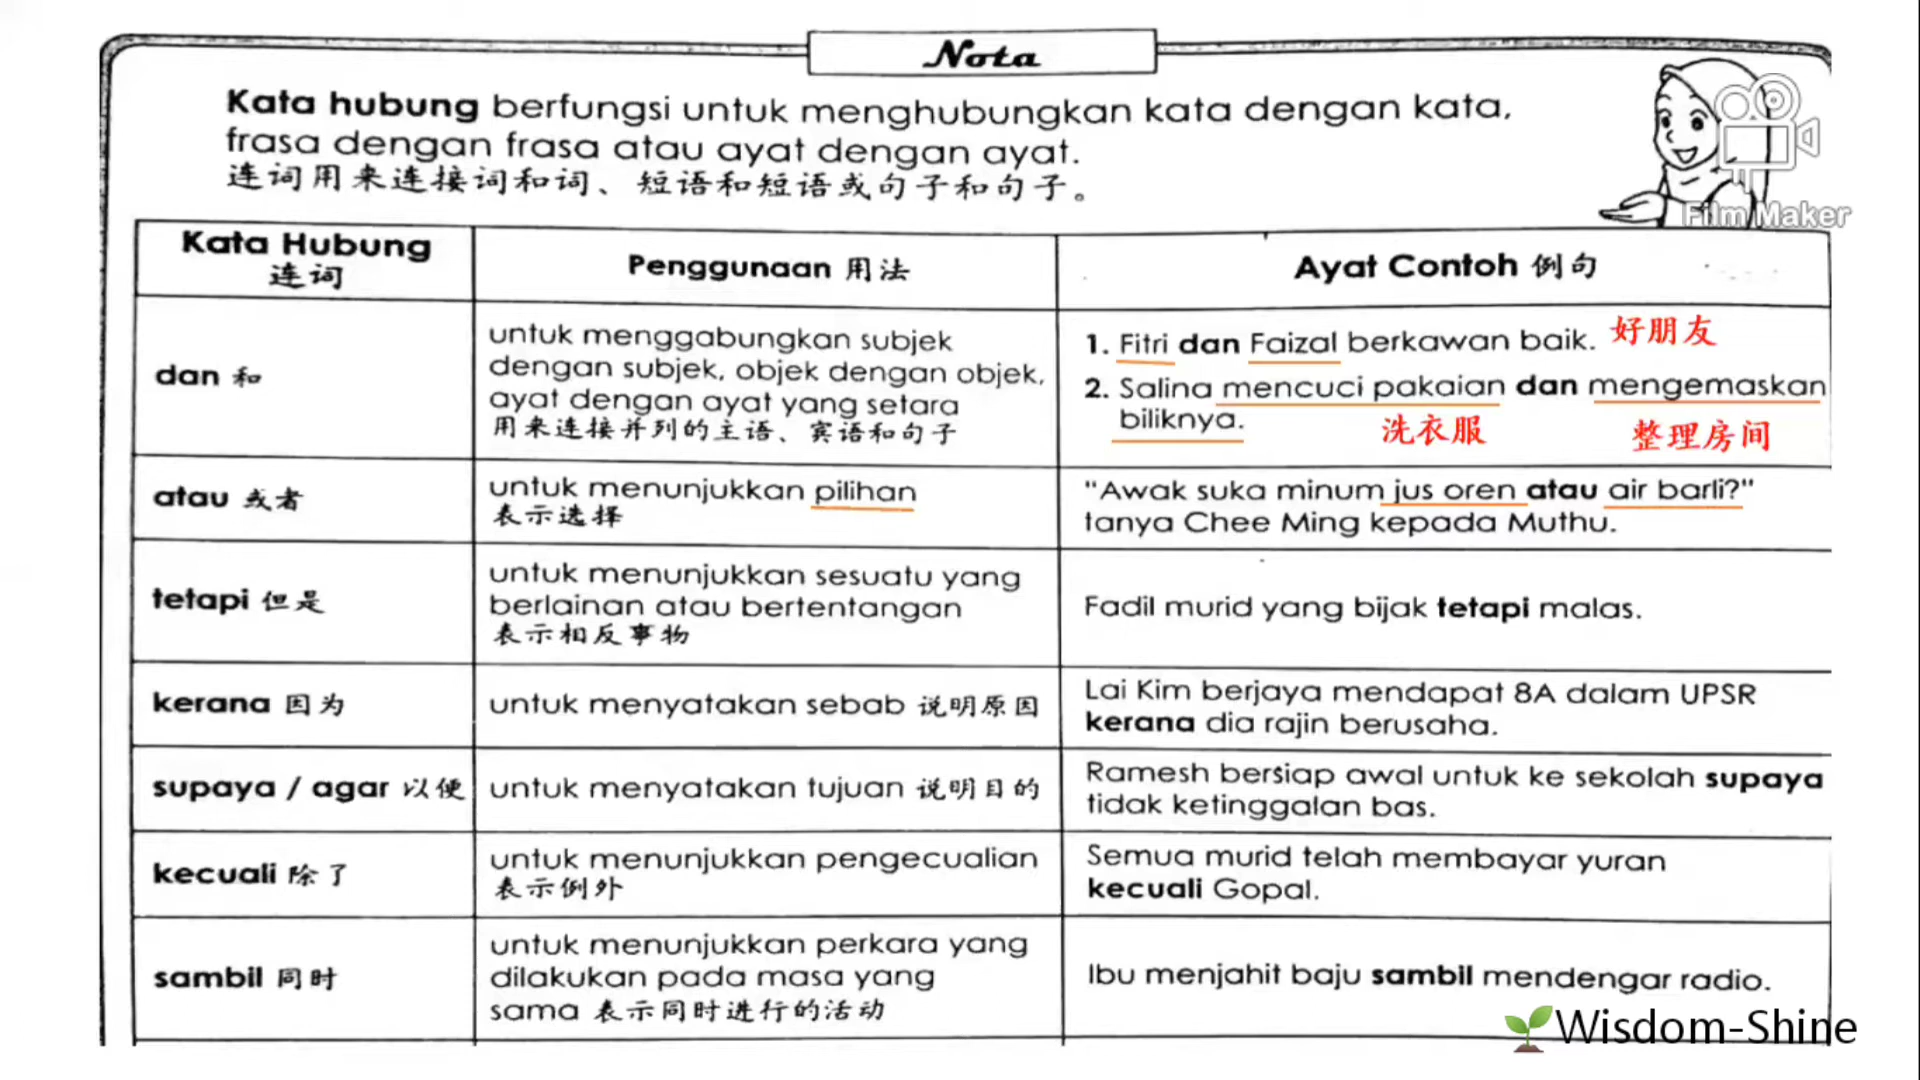 Nota
Kata hubung berfungsi untuk menghubungkan kata dengan kata,
frasa dengan frasa atau ayat dengan ayat.
连词用来连接词和词、短语和短语或句子和句子。
Film Maker
Kata Hubung
连词
Penggunaan 用法
Ayat Contoh 例句
dan 和
untuk menggabungkan subjek
dengan subjek, objek dengan objek,
ayat dengan ayat yang setara
用来连接并列的主语、宾语和句子
1. Fitri dan Faizal berkawan baik. 好朋友
2. Salina mencuci pakaian dan mengemaskan
biliknya.
洗衣服
整理房间
atau 或者
untuk menunjukkan pilihan
表示选择
"Awak suka minum jus oren atau air barli?"
tanya Chee Ming kepada Muthu.
tetapi 但是
untuk menunjukkan sesuatu yang
berlainan atau bertentangan
表示相反事物
Fadil murid yang bijak tetapi malas.
kerana 因为
untuk menyatakan sebab 说明原因
Lai Kim berjaya mendapat 8A dalam UPSR
kerana dia rajin berusaha.
supaya / agar 以便
untuk menyatakan tujuan 说明目的
Ramesh bersiap awal untuk ke sekolah supaya
tidak ketinggalan bas.
kecuali 除了
untuk menunjukkan pengecualian
表示例外
Semua murid telah membayar yuran
kecuali Gopal.
sambil 同时
untuk menunjukkan perkara yang
dilakukan pada masa yang
sama 表示同时进行的活动
Ibu menjahit baju sambil mendengar radio.
Wisdom-Shine